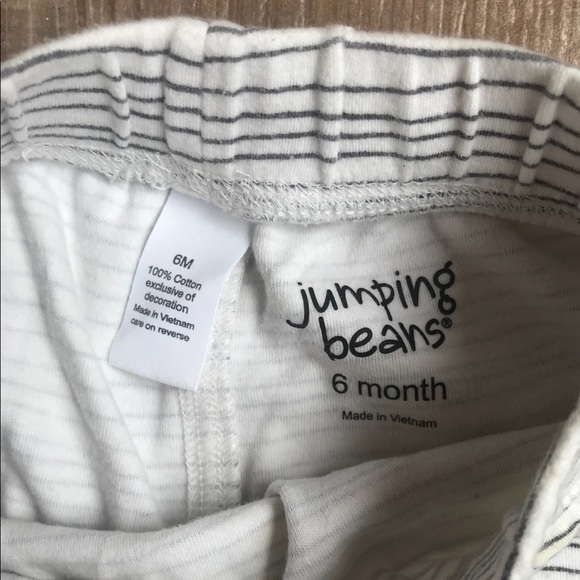 6M
100% Cotton
exclusive of
decoration
Made in Vietnam
care on reverse
jumping
beans®
6 month
Made in Vietnam